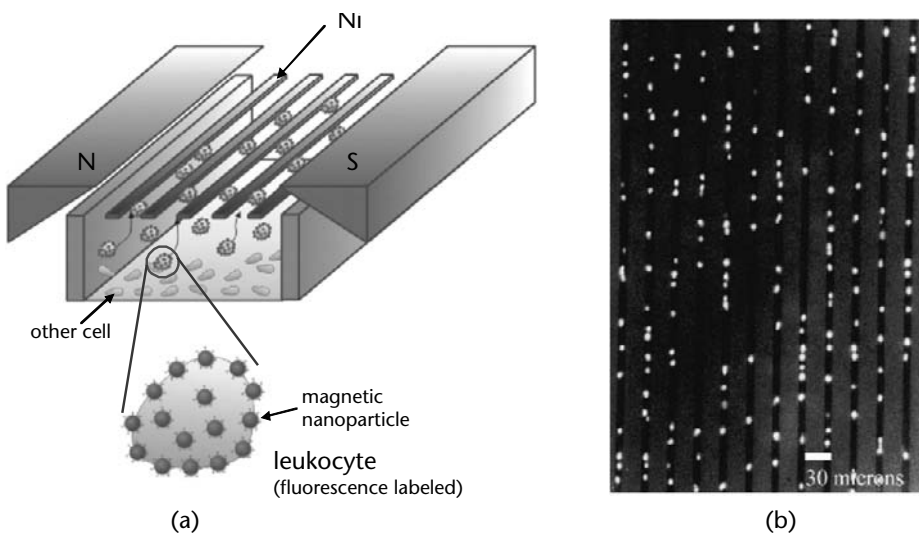 Ni
N
S
other cell
magnetic
nanoparticle
leukocyte
(fluorescence labeled)
(a)
30 microns
(b)